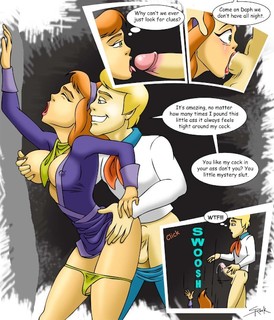 Why can't we ever
just look for clues?
Come on Daph we
don't have all night.
It's amazing, no matter
how many times I pound this
little ass it always feels
tight around my cock.
You like my cock in
your ass don't you? You
little mystery slut.
WTF!!!
Click
SWOOSH